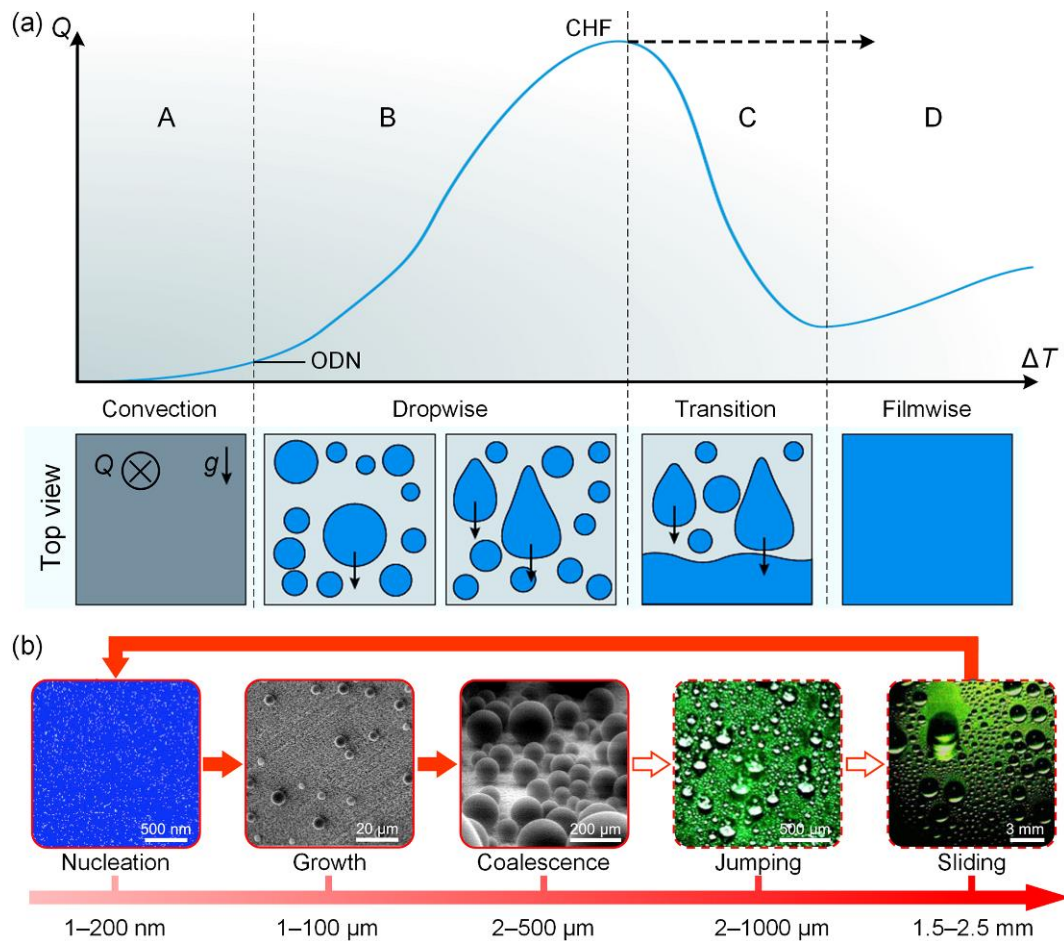 (a)
Q
CHF
A
B
C
D
ODN
ΔT
Convection
Dropwise
Transition
Filmwise
Top view
Q
g
(b)
500 nm
20 µm
200 µm
500 µm
3 mm
Nucleation
Growth
Coalescence
Jumping
Sliding
1–200 nm
1–100 µm
2–500 µm
2–1000 µm
1.5–2.5 mm